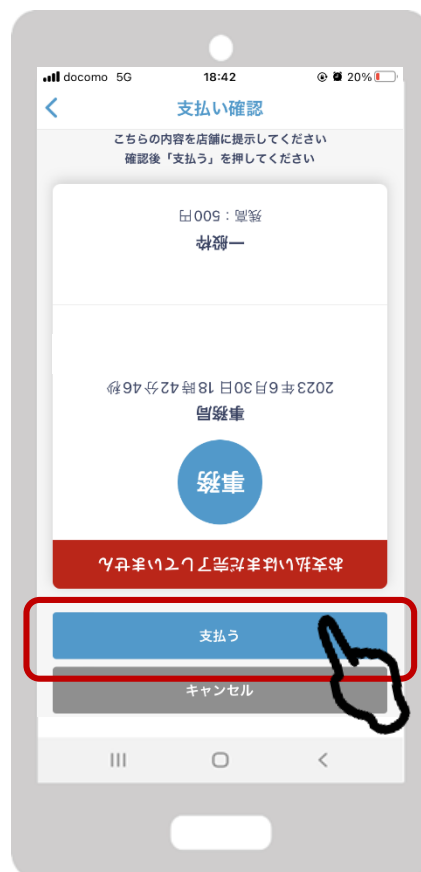 docomo 5G 18:42 20%
支払い確認
こちらの内容を店舗に提示してください
確認後「支払う」を押してください
お支払いはまだ完了していません
事務
事務局
2023年6月30日 18時42分46秒
一般枠
残高：500円
支払う
キャンセル